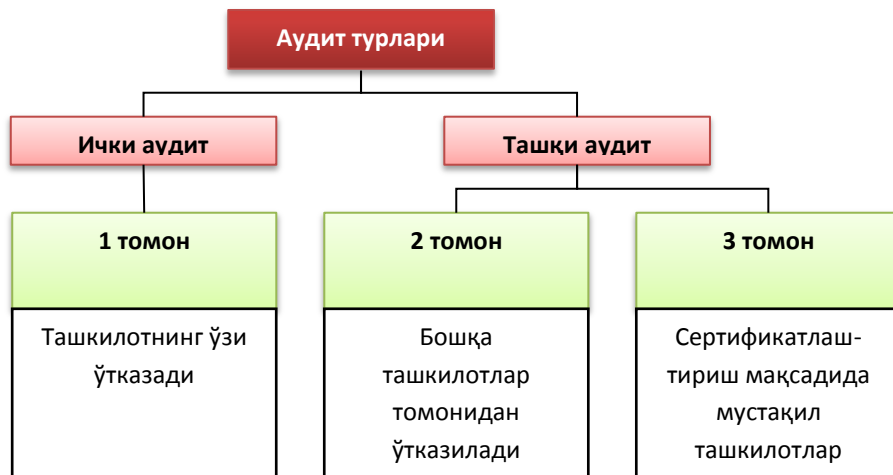 Аудит турлари
Ички аудит
Ташқи аудит
1 томон
2 томон
3 томон
Ташкилотнинг ўзи
ўтказади
Бошқа
ташкилотлар
томонидан
ўтказилади
Сертификатлаш-
тириш мақсадида
мустақил
ташкилотлар